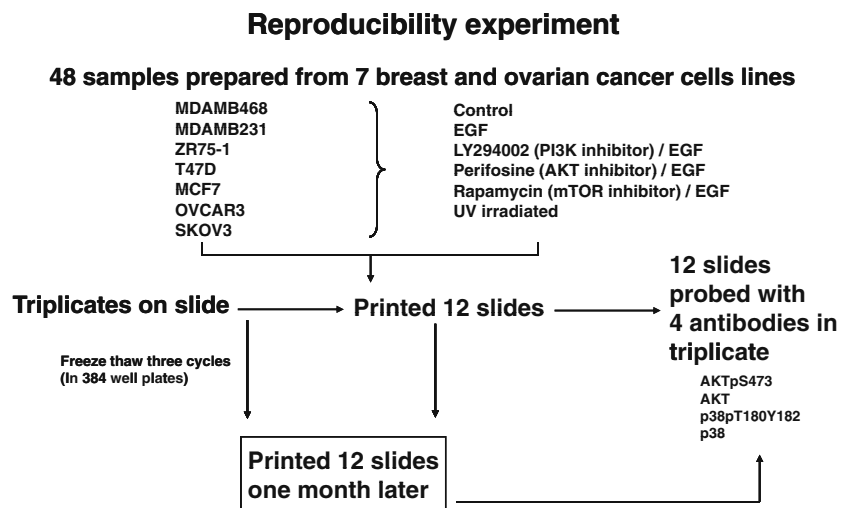 Reproducibility experiment
48 samples prepared from 7 breast and ovarian cancer cells lines
MDAMB468
MDAMB231
ZR75-1
T47D
MCF7
OVCAR3
SKOV3
Control
EGF
LY294002 (PI3K inhibitor) / EGF
Perifosine (AKT inhibitor) / EGF
Rapamycin (mTOR inhibitor) / EGF
UV irradiated
Triplicates on slide
Printed 12 slides
12 slides
probed with
4 antibodies in
triplicate
AKTpS473
AKT
p38pT180Y182
p38
Freeze thaw three cycles
(In 384 well plates)
Printed 12 slides
one month later